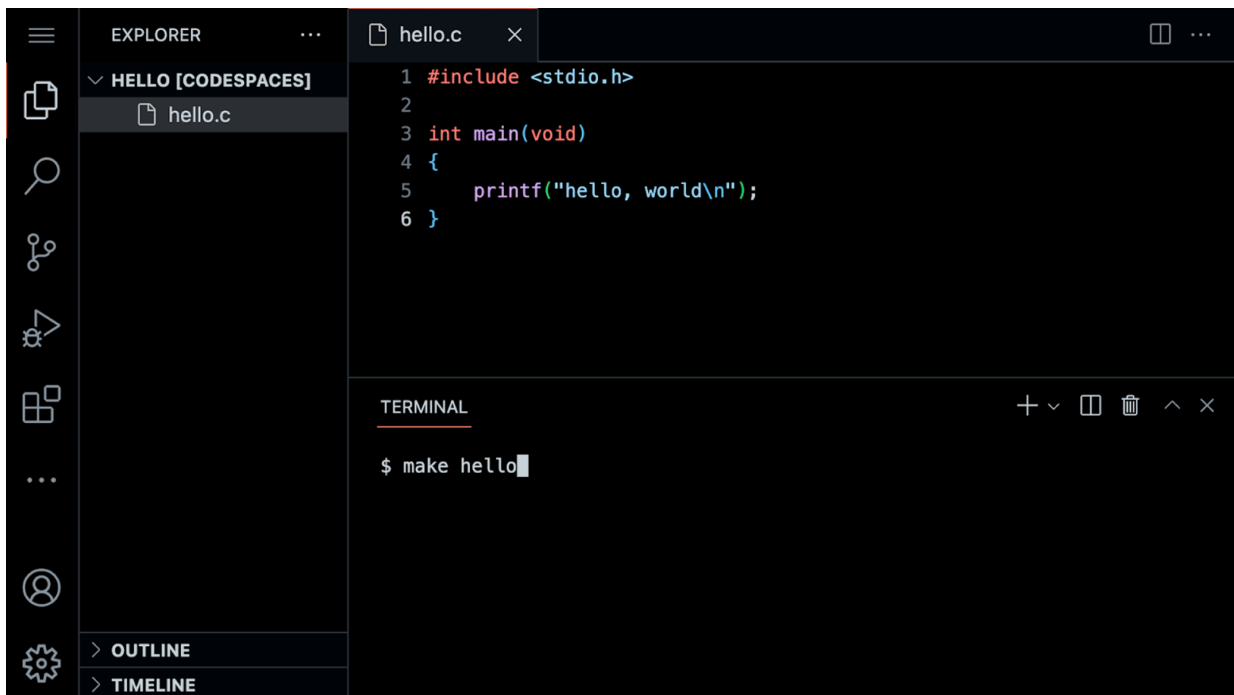 EXPLORER
HELLO [CODESPACES]
hello.c
OUTLINE
TIMELINE
hello.c
1 #include <stdio.h>
2
3 int main(void)
4 {
5     printf("hello, world\n");
6 }
TERMINAL
$ make hello